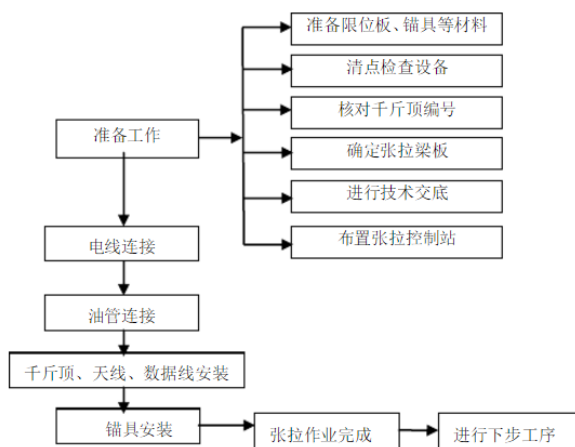 准备限位板、锚具等材料
清点检查设备
核对千斤顶编号
准备工作
确定张拉梁板
进行技术交底
布置张拉控制站
电线连接
油管连接
千斤顶、天线、数据线安装
锚具安装
张拉作业完成
进行下步工序